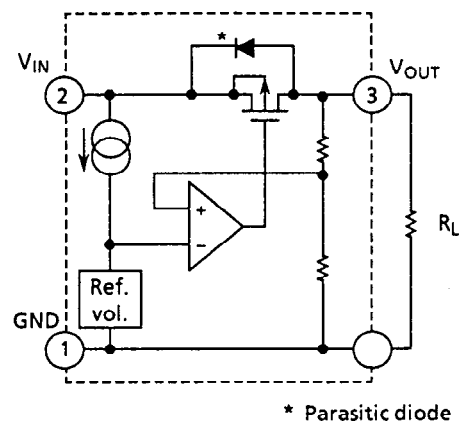 *
V_IN
2
3
V_OUT
+
−
R_L
Ref.
vol.
GND
1
* Parasitic diode